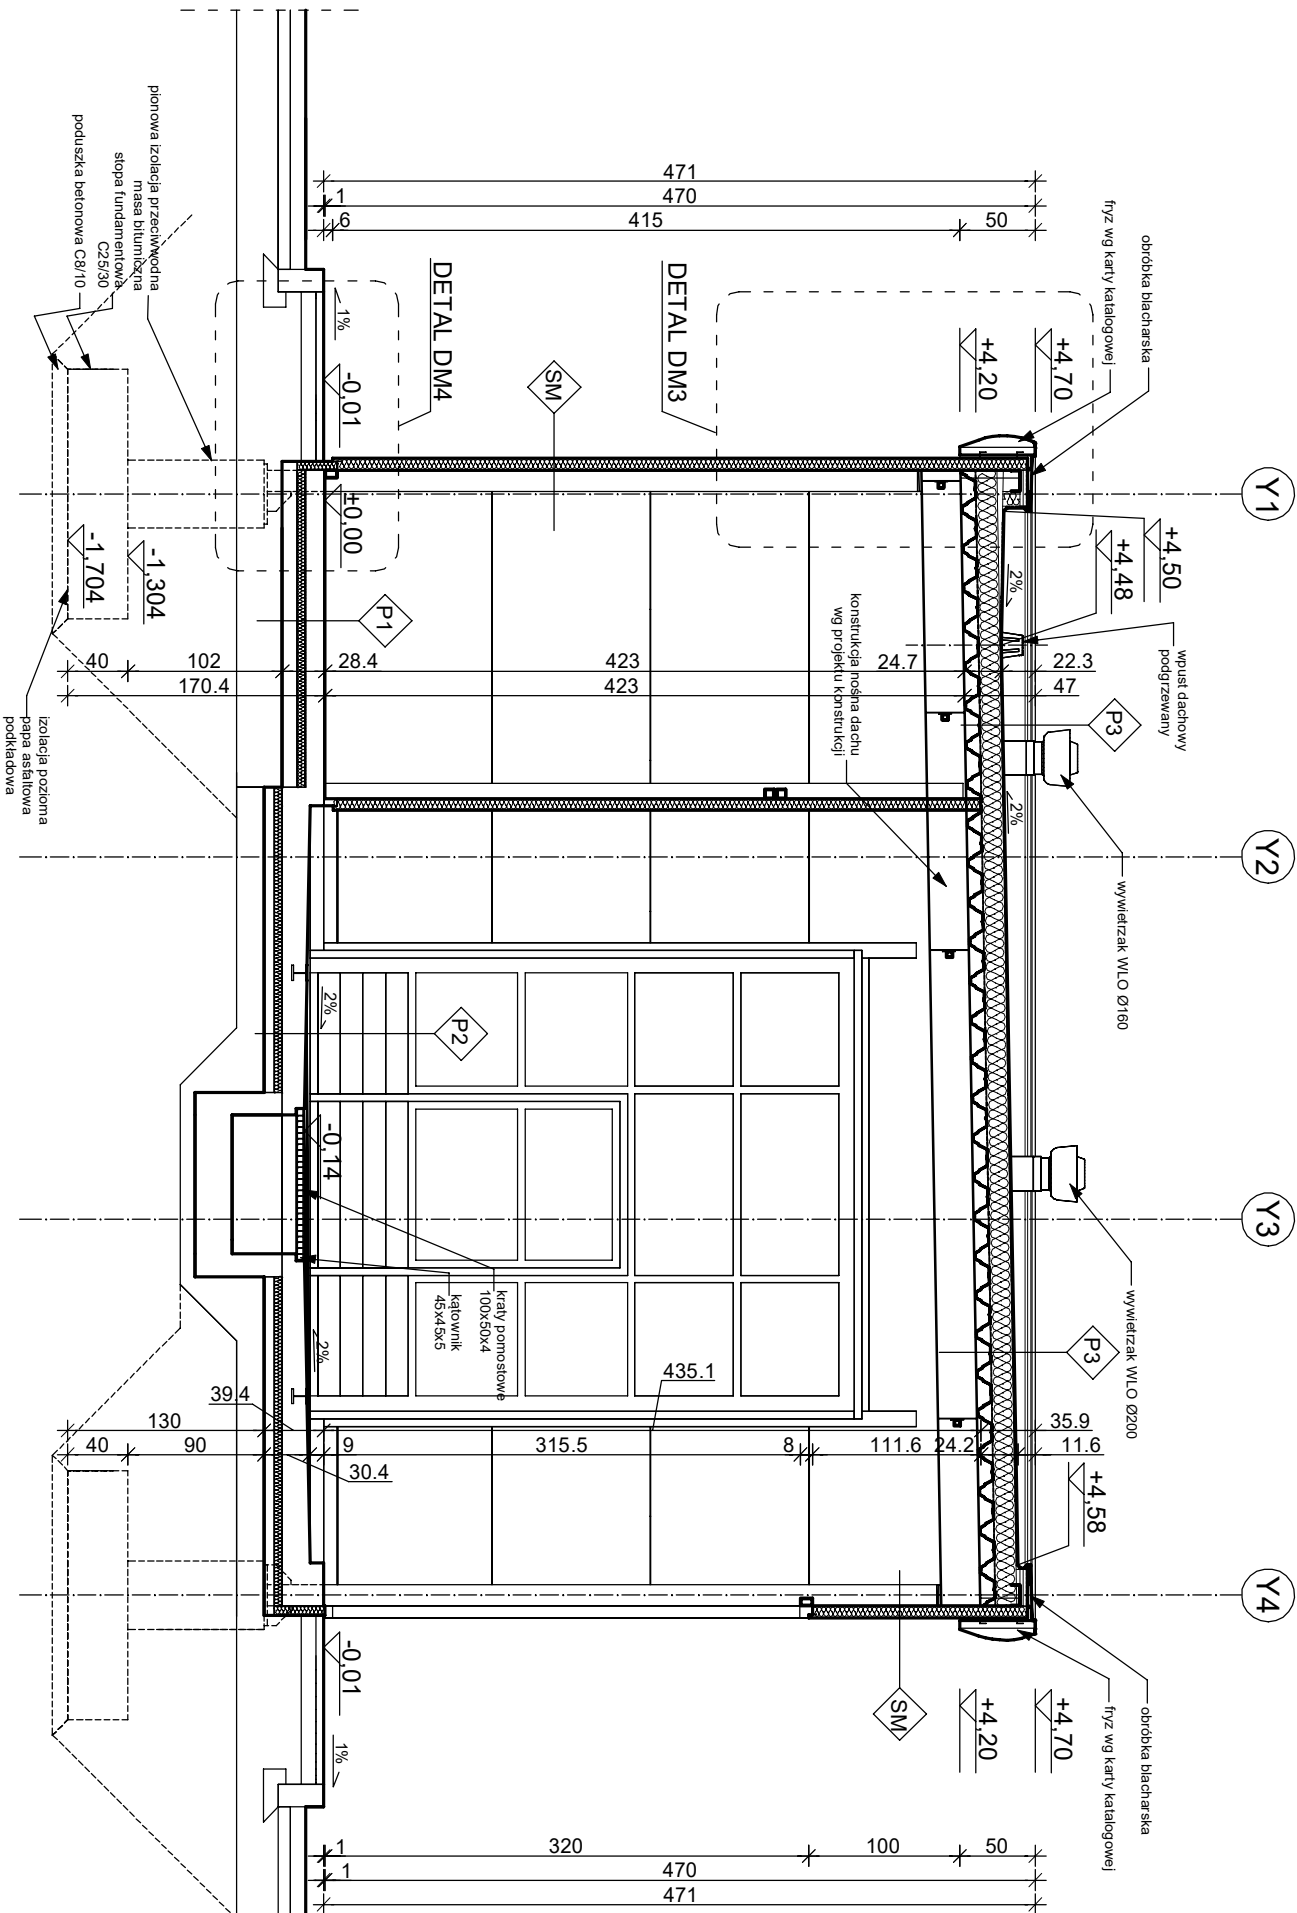 Y1
Y2
Y3
Y4
obróbka blacharska
fryz wg karty katalogowej
+4,70
+4,20
+4,50
+4,48
2%
wpust dachowy
podgrzewany
P3
wywietrzak WLO Ø160
2%
wywietrzak WLO Ø200
P3
+4,58
obróbka blacharska
fryz wg karty katalogowej
+4,70
+4,20
471
470
1
6
415
50
DETAL DM3
DETAL DM4
SM
konstrukcja nośna dachu
wg projektu konstrukcji
SM
1%
-0,01
±0,00
P1
40
102
28.4
423
24.7
22.3
170.4
423
47
2%
P2
-0,14
kraty pomostowe
100x50x4
kątownik
45x45x5
2%
435.1
39.4
130
35.9
40
90
9
315.5
8
111.6
24.2
11.6
30.4
-0,01
1%
1
320
100
50
1
470
471
pionowa izolacja przeciwwodna
masa bitumiczna
stopa fundamentowa
C25/30
poduszka betonowa C8/10
-1,304
-1,704
izolacja pozioma
papa asfaltowa
podkładowa